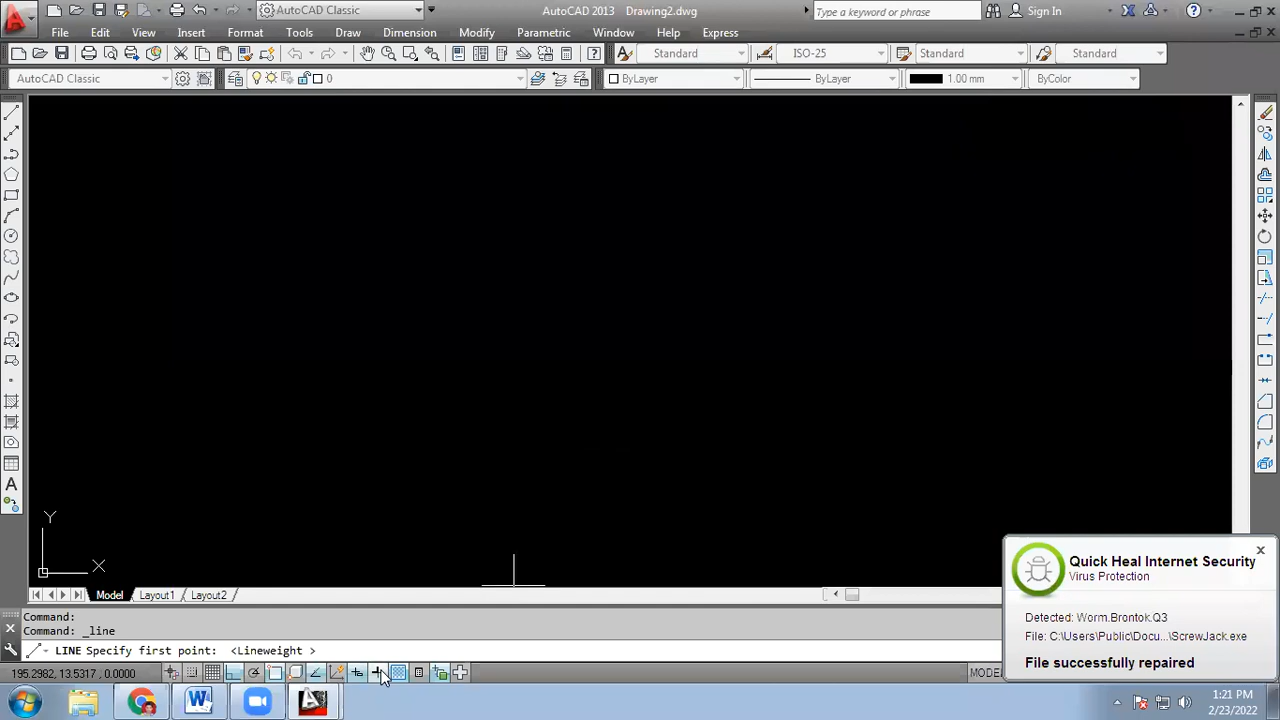 AutoCAD Classic
AutoCAD 2013 Drawing2.dwg
Type a keyword or phrase
Sign In
File Edit View Insert Format Tools Draw Dimension Modify Parametric Window Help Express
Standard ISO-25 Standard Standard
AutoCAD Classic 0 ByLayer ByLayer 1.00 mm ByColor
A
Y
X
Model Layout1 Layout2
Command:
Command: _line
LINE Specify first point: <Lineweight >
195.2982, 13.5317, 0.0000
Quick Heal Internet Security
Virus Protection
Detected: Worm.Brontok.Q3
File: C:\Users\Public\Docu...\ScrewJack.exe
File successfully repaired
1:21 PM
2/23/2022